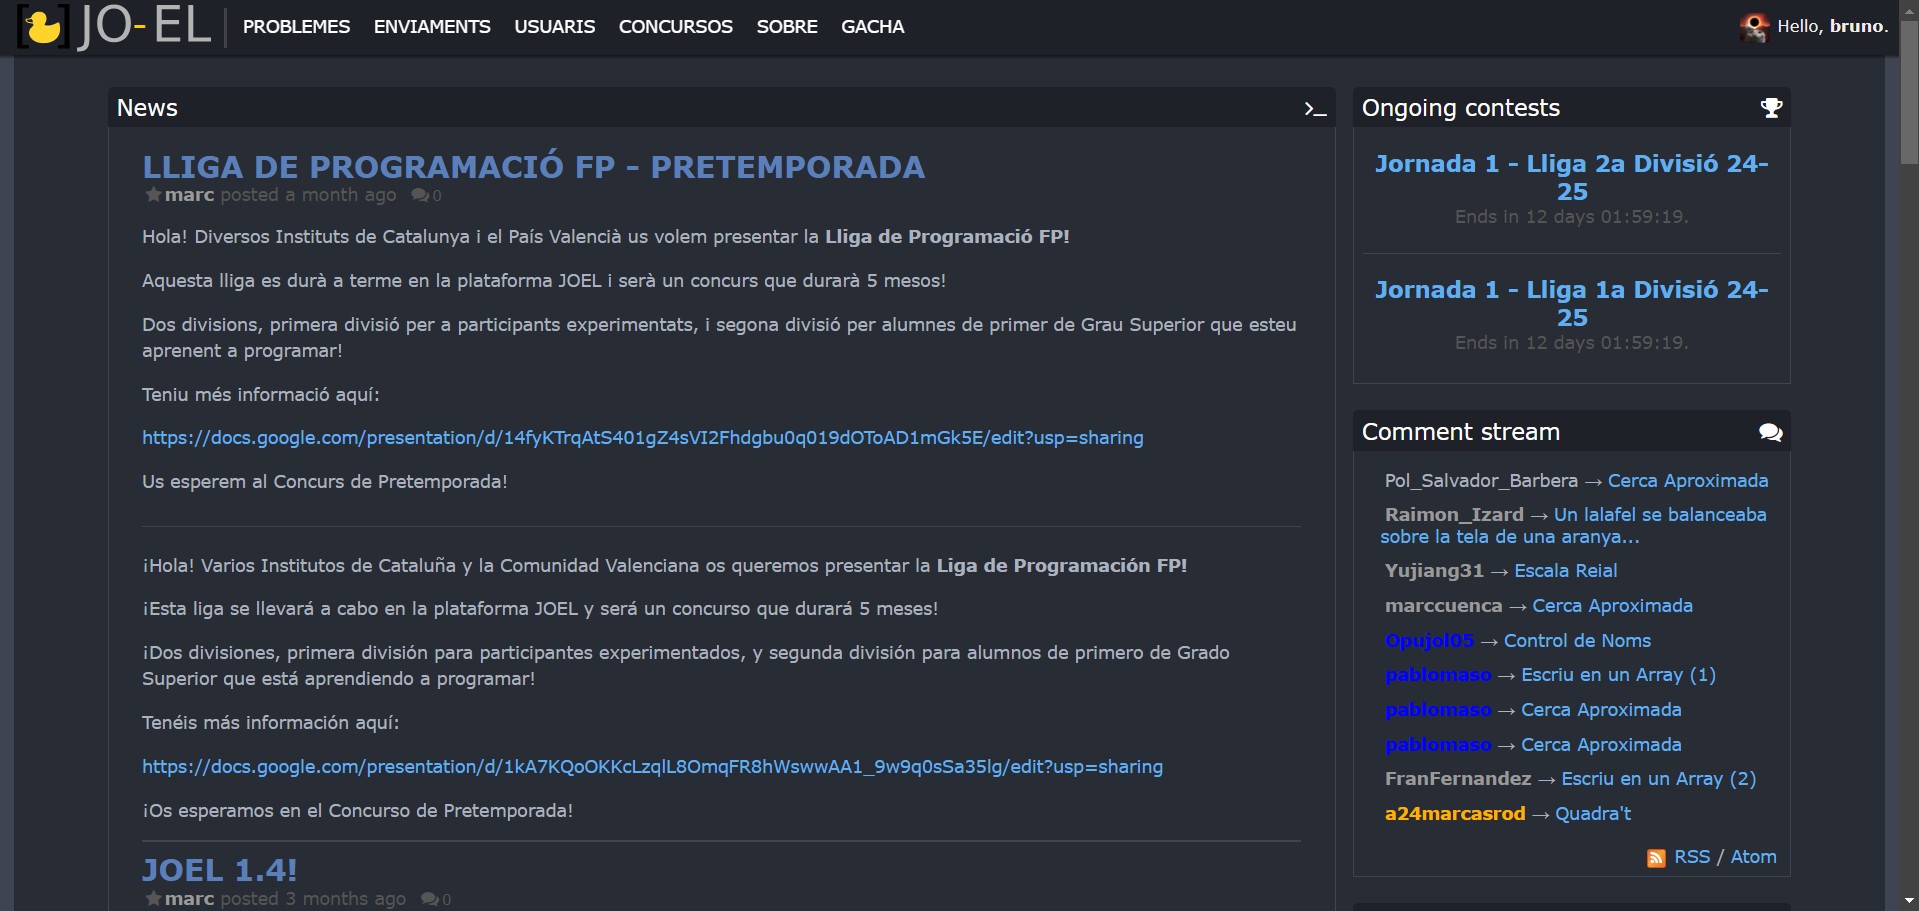 [ ] JO-EL
PROBLEMES ENVIAMENTS USUARIS CONCURSOS SOBRE GACHA
Hello, bruno.
News >_
LLIGA DE PROGRAMACIÓ FP - PRETEMPORADA
marc posted a month ago 0
Hola! Diversos Instituts de Catalunya i el País Valencià us volem presentar la Lliga de Programació FP!
Aquesta lliga es durà a terme en la plataforma JOEL i serà un concurs que durarà 5 mesos!
Dos divisions, primera divisió per a participants experimentats, i segona divisió per alumnes de primer de Grau Superior que esteu
aprenent a programar!
Teniu més informació aquí:
https://docs.google.com/presentation/d/14fyKTrqAtS401gZ4sVI2Fhdgbu0q019dOToAD1mGk5E/edit?usp=sharing
Us esperem al Concurs de Pretemporada!
¡Hola! Varios Institutos de Cataluña y la Comunidad Valenciana os queremos presentar la Liga de Programación FP!
¡Esta liga se llevará a cabo en la plataforma JOEL y será un concurso que durará 5 meses!
¡Dos divisiones, primera división para participantes experimentados, y segunda división para alumnos de primero de Grado
Superior que está aprendiendo a programar!
Tenéis más información aquí:
https://docs.google.com/presentation/d/1kA7KQoOKKcLzqlL8OmqFR8hWswwAA1_9w9q0sSa35lg/edit?usp=sharing
¡Os esperamos en el Concurso de Pretemporada!
JOEL 1.4!
marc posted 3 months ago 0
Ongoing contests
Jornada 1 - Lliga 2a Divisió 24-
25
Ends in 12 days 01:59:19.
Jornada 1 - Lliga 1a Divisió 24-
25
Ends in 12 days 01:59:19.
Comment stream
Pol_Salvador_Barbera → Cerca Aproximada
Raimon_Izard → Un lalafel se balanceaba
sobre la tela de una aranya...
Yujiang31 → Escala Reial
marccuenca → Cerca Aproximada
Opujol05 → Control de Noms
pablomaso → Escriu en un Array (1)
pablomaso → Cerca Aproximada
pablomaso → Cerca Aproximada
FranFernandez → Escriu en un Array (2)
a24marcasrod → Quadra't
RSS / Atom